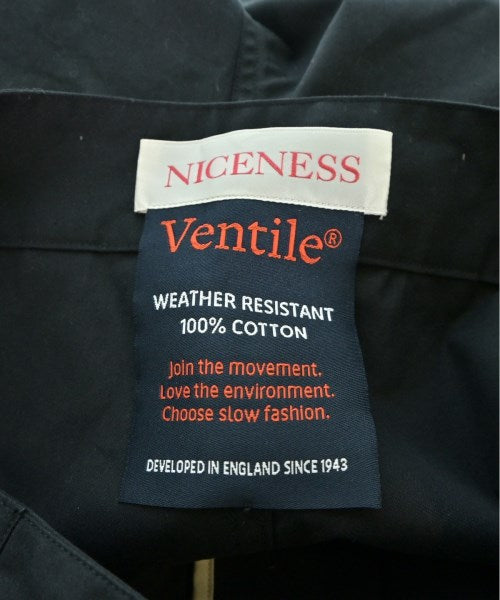 NICENESS
Ventile®
WEATHER RESISTANT
100% COTTON
Join the movement.
Love the environment.
Choose slow fashion.
DEVELOPED IN ENGLAND SINCE 1943